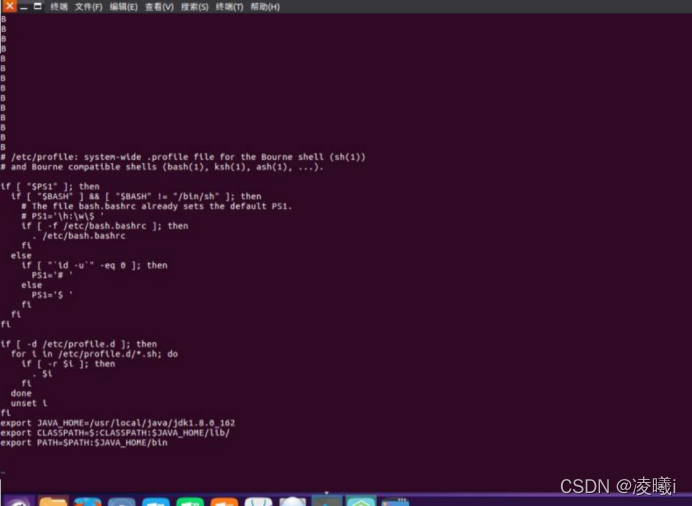 终端 文件(F) 编辑(E) 查看(V) 搜索(S) 终端(T) 帮助(H)
B
B
B
B
B
B
B
B
B
B
B
B
B
B
# /etc/profile: system-wide .profile file for the Bourne shell (sh(1))
# and Bourne compatible shells (bash(1), ksh(1), ash(1), ...).
if [ "$PS1" ]; then
  if [ "$BASH" ] && [ "$BASH" != "/bin/sh" ]; then
    # The file bash.bashrc already sets the default PS1.
    # PS1='\h:\w\$ '
    if [ -f /etc/bash.bashrc ]; then
      . /etc/bash.bashrc
    fi
  else
    if [ "`id -u`" -eq 0 ]; then
      PS1='# '
    else
      PS1='$ '
    fi
  fi
fi
if [ -d /etc/profile.d ]; then
  for i in /etc/profile.d/*.sh; do
    if [ -r $i ]; then
      . $i
    fi
  done
  unset i
fi
export JAVA_HOME=/usr/local/java/jdk1.8.0_162
export CLASSPATH=$:CLASSPATH:$JAVA_HOME/lib/
export PATH=$PATH:$JAVA_HOME/bin
~
CSDN @凌曦i